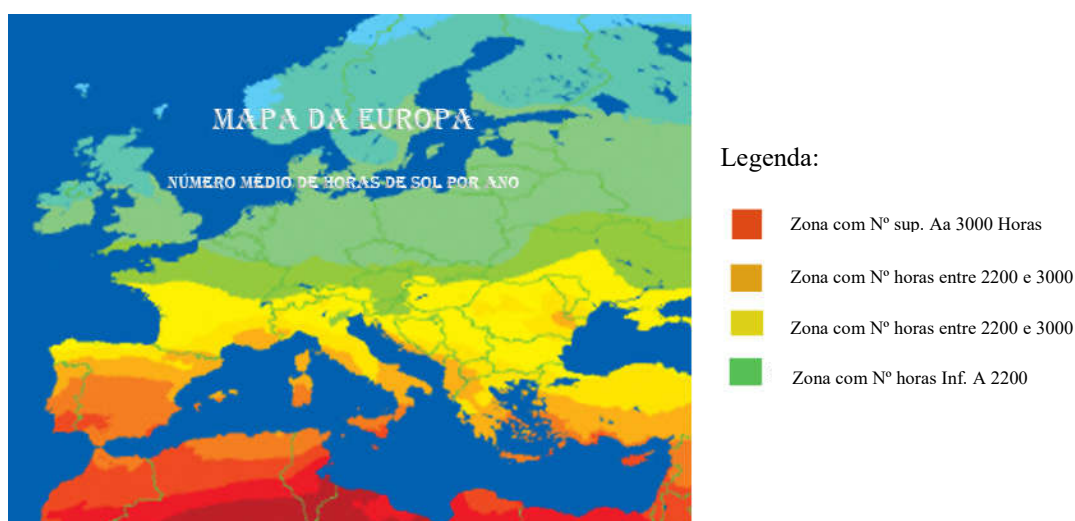 MAPA DA EUROPA
NÚMERO MÉDIO DE HORAS DE SOL POR ANO
Legenda:
Zona com Nº sup. Aa 3000 Horas
Zona com Nº horas entre 2200 e 3000
Zona com Nº horas entre 2200 e 3000
Zona com Nº horas Inf. A 2200